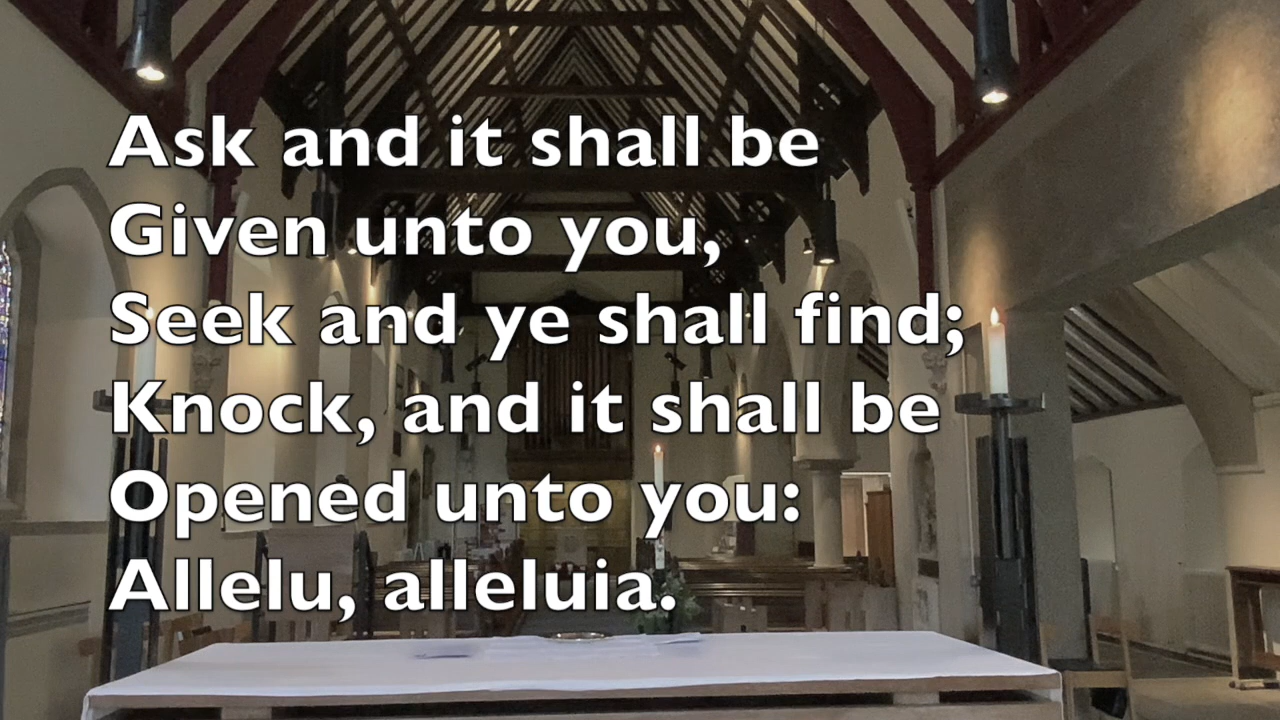 Ask and it shall be
Given unto you,
Seek and ye shall find;
Knock, and it shall be
Opened unto you:
Allelu, alleluia.